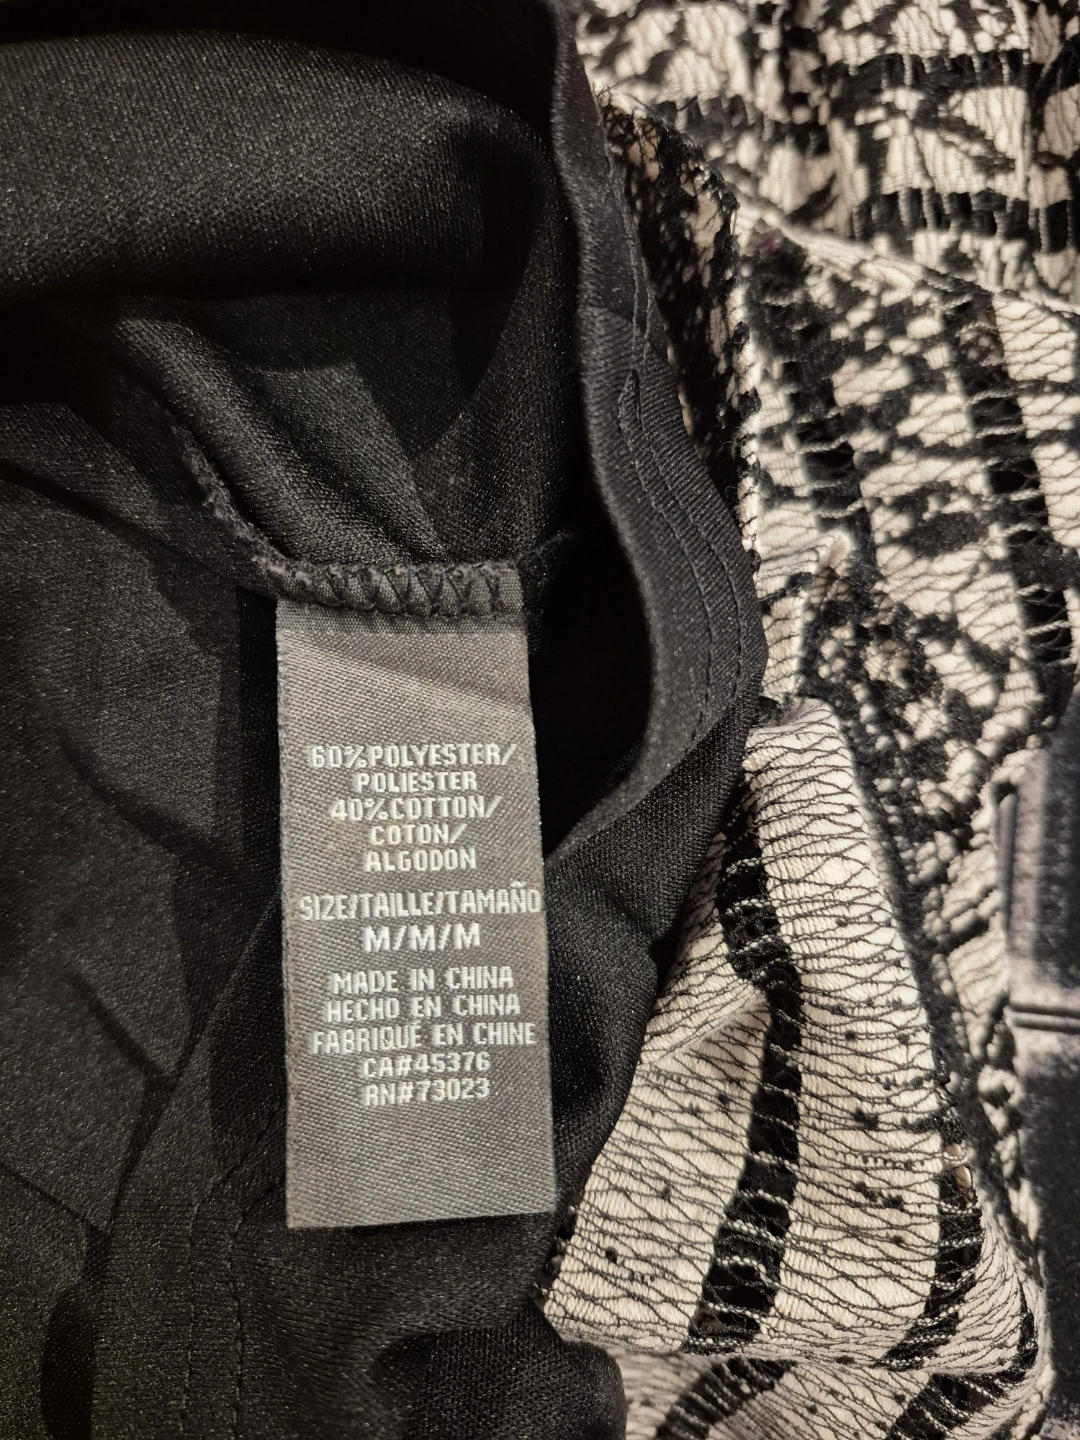 60%POLYESTER/
POLIESTER
40%COTTON/
COTON/
ALGODON
SIZE/TAILLE/TAMAÑO
M/M/M
MADE IN CHINA
HECHO EN CHINA
FABRIQUÉ EN CHINE
CA#45376
RN#73023